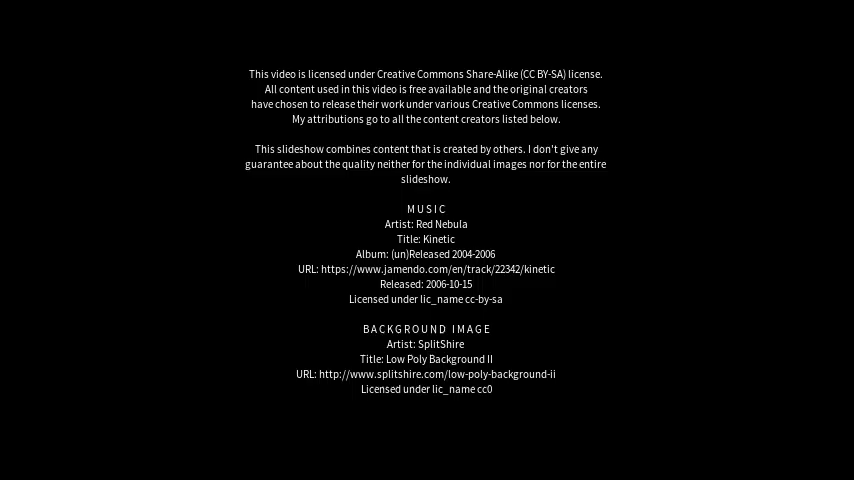 This video is licensed under Creative Commons Share-Alike (CC BY-SA) license.
All content used in this video is free available and the original creators
have chosen to release their work under various Creative Commons licenses.
My attributions go to all the content creators listed below.
This slideshow combines content that is created by others. I don't give any
guarantee about the quality neither for the individual images nor for the entire
slideshow.
MUSIC
Artist: Red Nebula
Title: Kinetic
Album: (un)Released 2004-2006
URL: https://www.jamendo.com/en/track/22342/kinetic
Released: 2006-10-15
Licensed under lic_name cc-by-sa
BACKGROUND IMAGE
Artist: SplitShire
Title: Low Poly Background II
URL: http://www.splitshire.com/low-poly-background-ii
Licensed under lic_name cc0